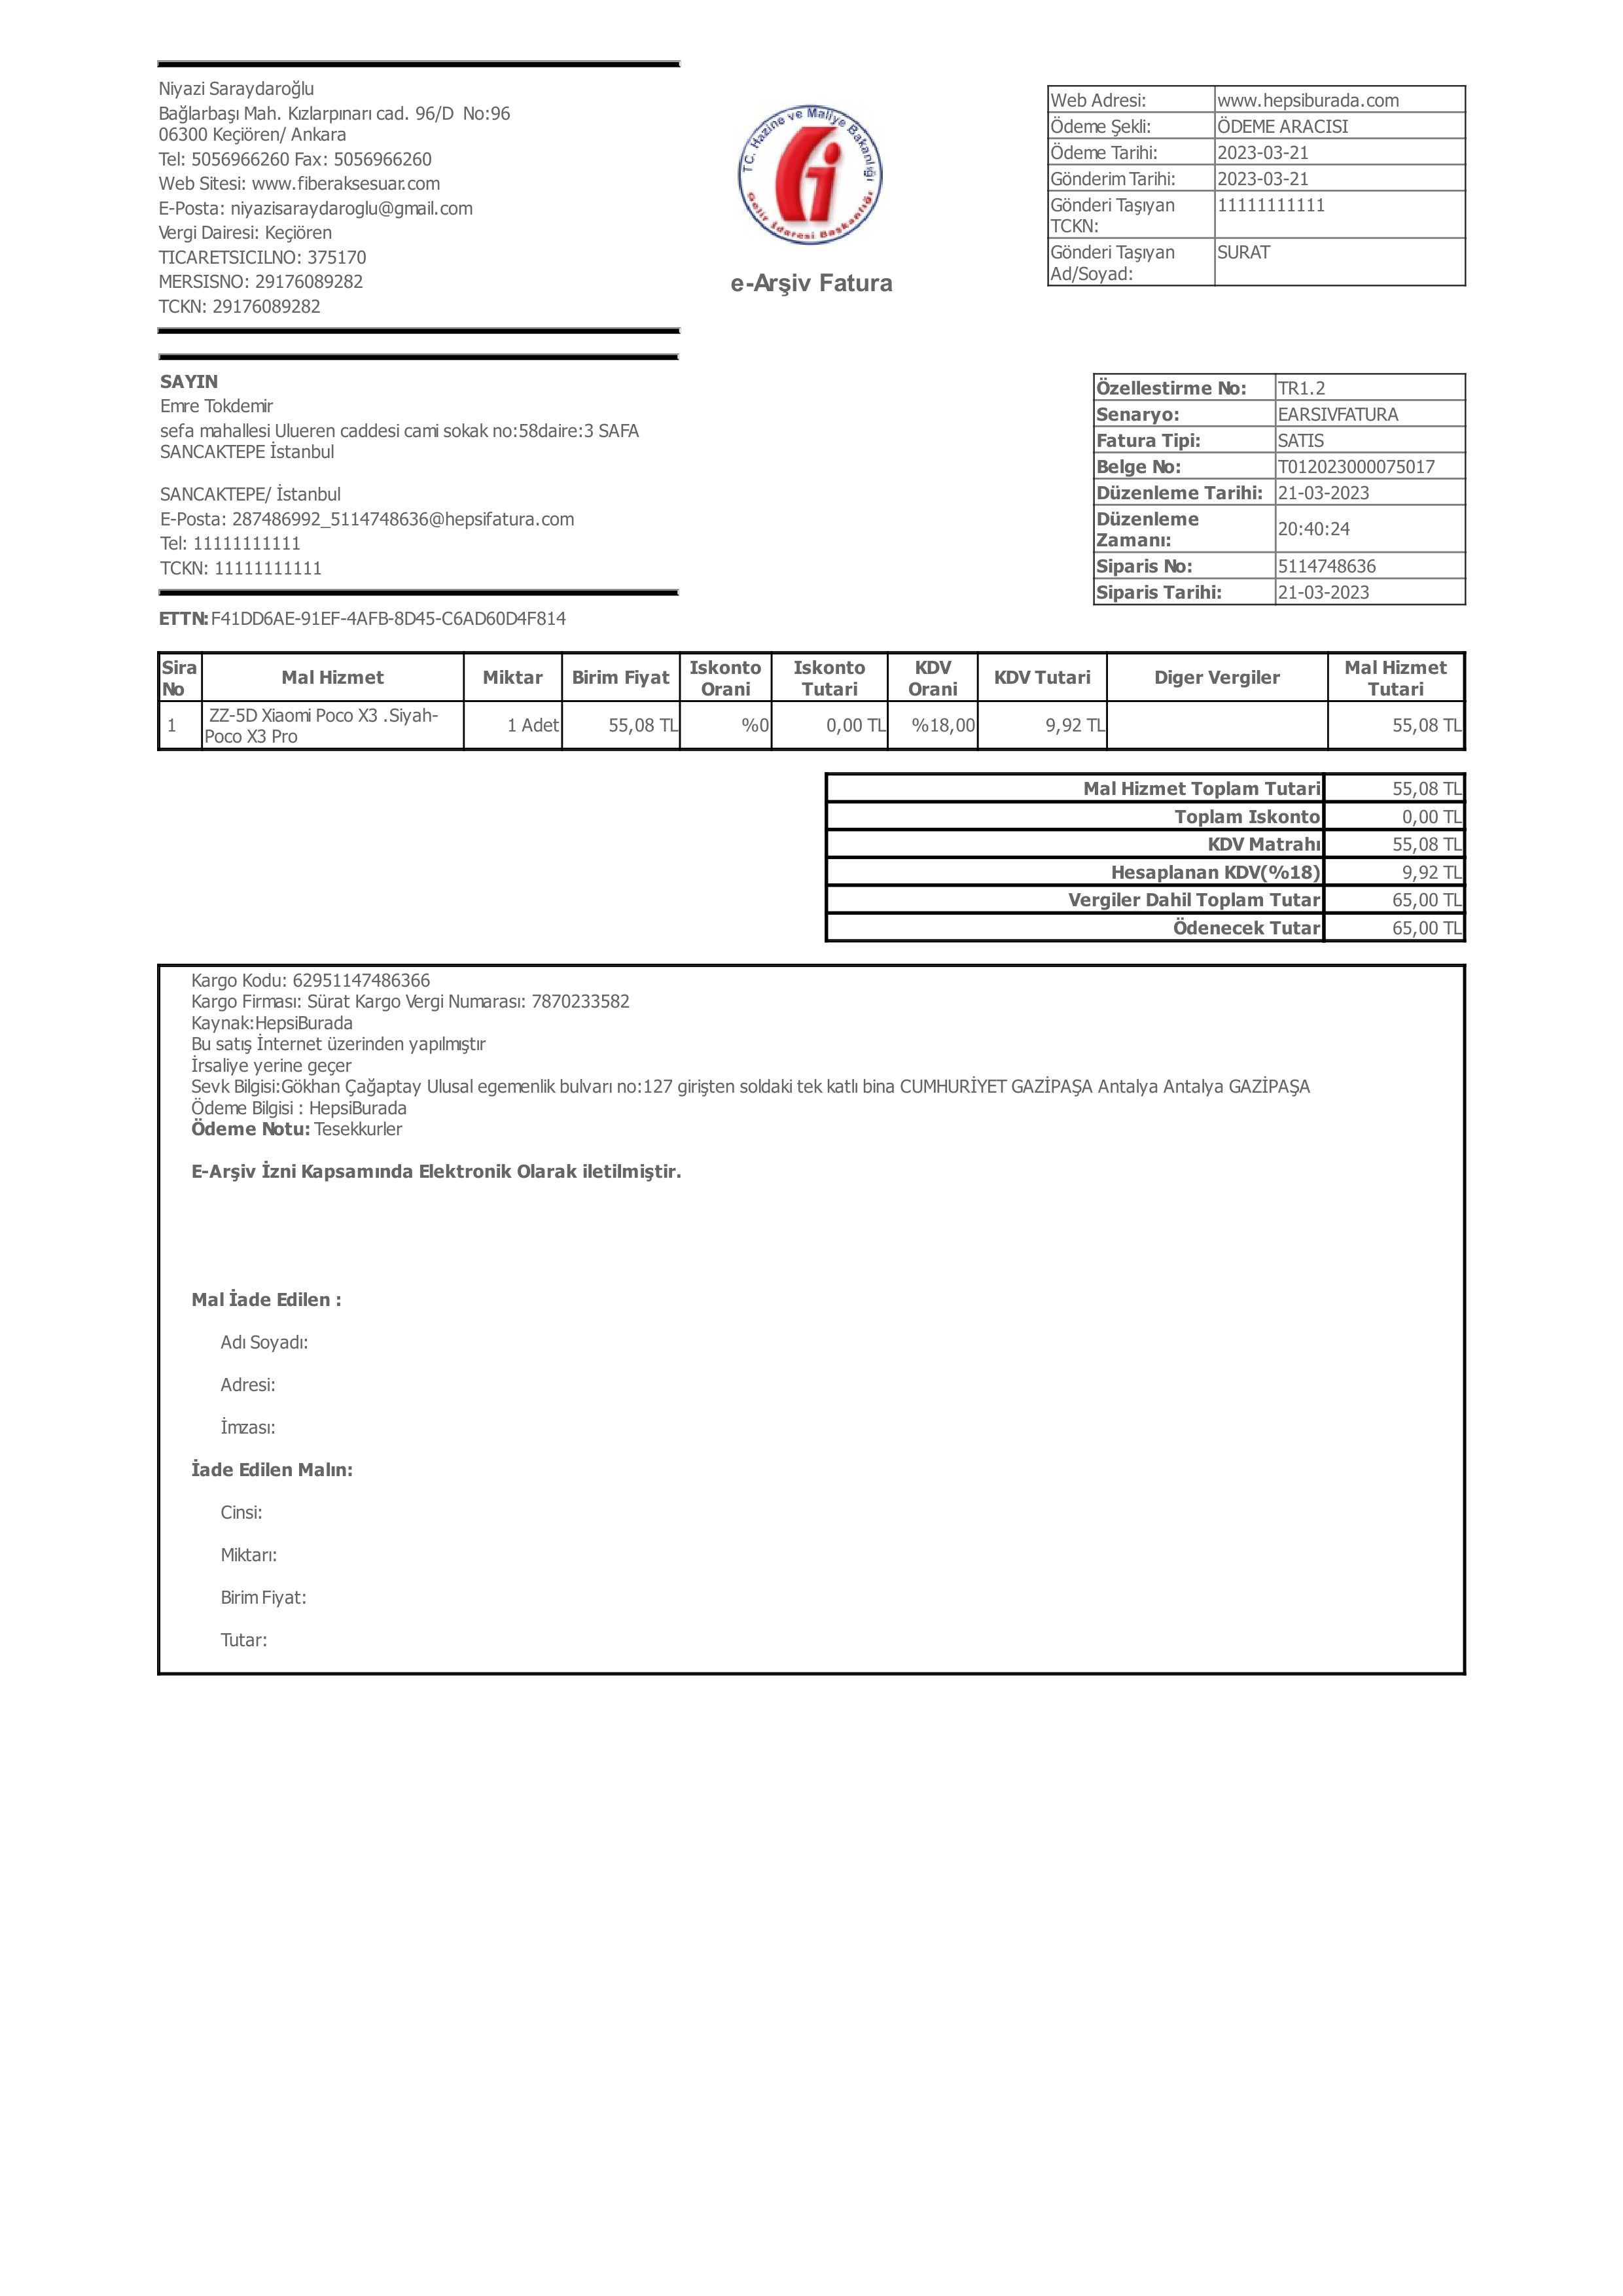 Niyazi Saraydaroğlu
Bağlarbaşı Mah. Kızlarpınarı cad. 96/D No:96
06300 Keçiören/ Ankara
Tel: 5056966260 Fax: 5056966260
Web Sitesi: www.fiberaksesuar.com
E-Posta: niyazisaraydaroglu@gmail.com
Vergi Dairesi: Keçiören
TICARETSICILNO: 375170
MERSISNO: 29176089282
TCKN: 29176089282
TC. Hazine ve Maliye Bakanlığı
Gelir İdaresi Başkanlığı
e-Arşiv Fatura
Web Adresi: www.hepsiburada.com
Ödeme Şekli: ÖDEME ARACISI
Ödeme Tarihi: 2023-03-21
Gönderim Tarihi: 2023-03-21
Gönderi Taşıyan 11111111111
TCKN:
Gönderi Taşıyan SURAT
Ad/Soyad:
SAYIN
Emre Tokdemir
sefa mahallesi Ulueren caddesi cami sokak no:58daire:3 SAFA
SANCAKTEPE İstanbul
SANCAKTEPE/ İstanbul
E-Posta: 287486992_5114748636@hepsifatura.com
Tel: 11111111111
TCKN: 11111111111
Özellestirme No: TR1.2
Senaryo: EARSIVFATURA
Fatura Tipi: SATIS
Belge No: T012023000075017
Düzenleme Tarihi: 21-03-2023
Düzenleme
Zamanı: 20:40:24
Siparis No: 5114748636
Siparis Tarihi: 21-03-2023
ETTN: F41DD6AE-91EF-4AFB-8D45-C6AD60D4F814
Sira No Mal Hizmet Miktar Birim Fiyat Iskonto Orani Iskonto Tutari KDV Orani KDV Tutari Diger Vergiler Mal Hizmet Tutari
1 ZZ-5D Xiaomi Poco X3 .Siyah-Poco X3 Pro 1 Adet 55,08 TL %0 0,00 TL %18,00 9,92 TL 55,08 TL
Mal Hizmet Toplam Tutari 55,08 TL
Toplam Iskonto 0,00 TL
KDV Matrahı 55,08 TL
Hesaplanan KDV(%18) 9,92 TL
Vergiler Dahil Toplam Tutar 65,00 TL
Ödenecek Tutar 65,00 TL
Kargo Kodu: 62951147486366
Kargo Firması: Sürat Kargo Vergi Numarası: 7870233582
Kaynak:HepsiBurada
Bu satış İnternet üzerinden yapılmıştır
İrsaliye yerine geçer
Sevk Bilgisi:Gökhan Çağaptay Ulusal egemenlik bulvarı no:127 girişten soldaki tek katlı bina CUMHURİYET GAZİPAŞA Antalya Antalya GAZİPAŞA
Ödeme Bilgisi : HepsiBurada
Ödeme Notu: Tesekkurler
E-Arşiv İzni Kapsamında Elektronik Olarak iletilmiştir.
Mal İade Edilen :
Adı Soyadı:
Adresi:
İmzası:
İade Edilen Malın:
Cinsi:
Miktarı:
Birim Fiyat:
Tutar: